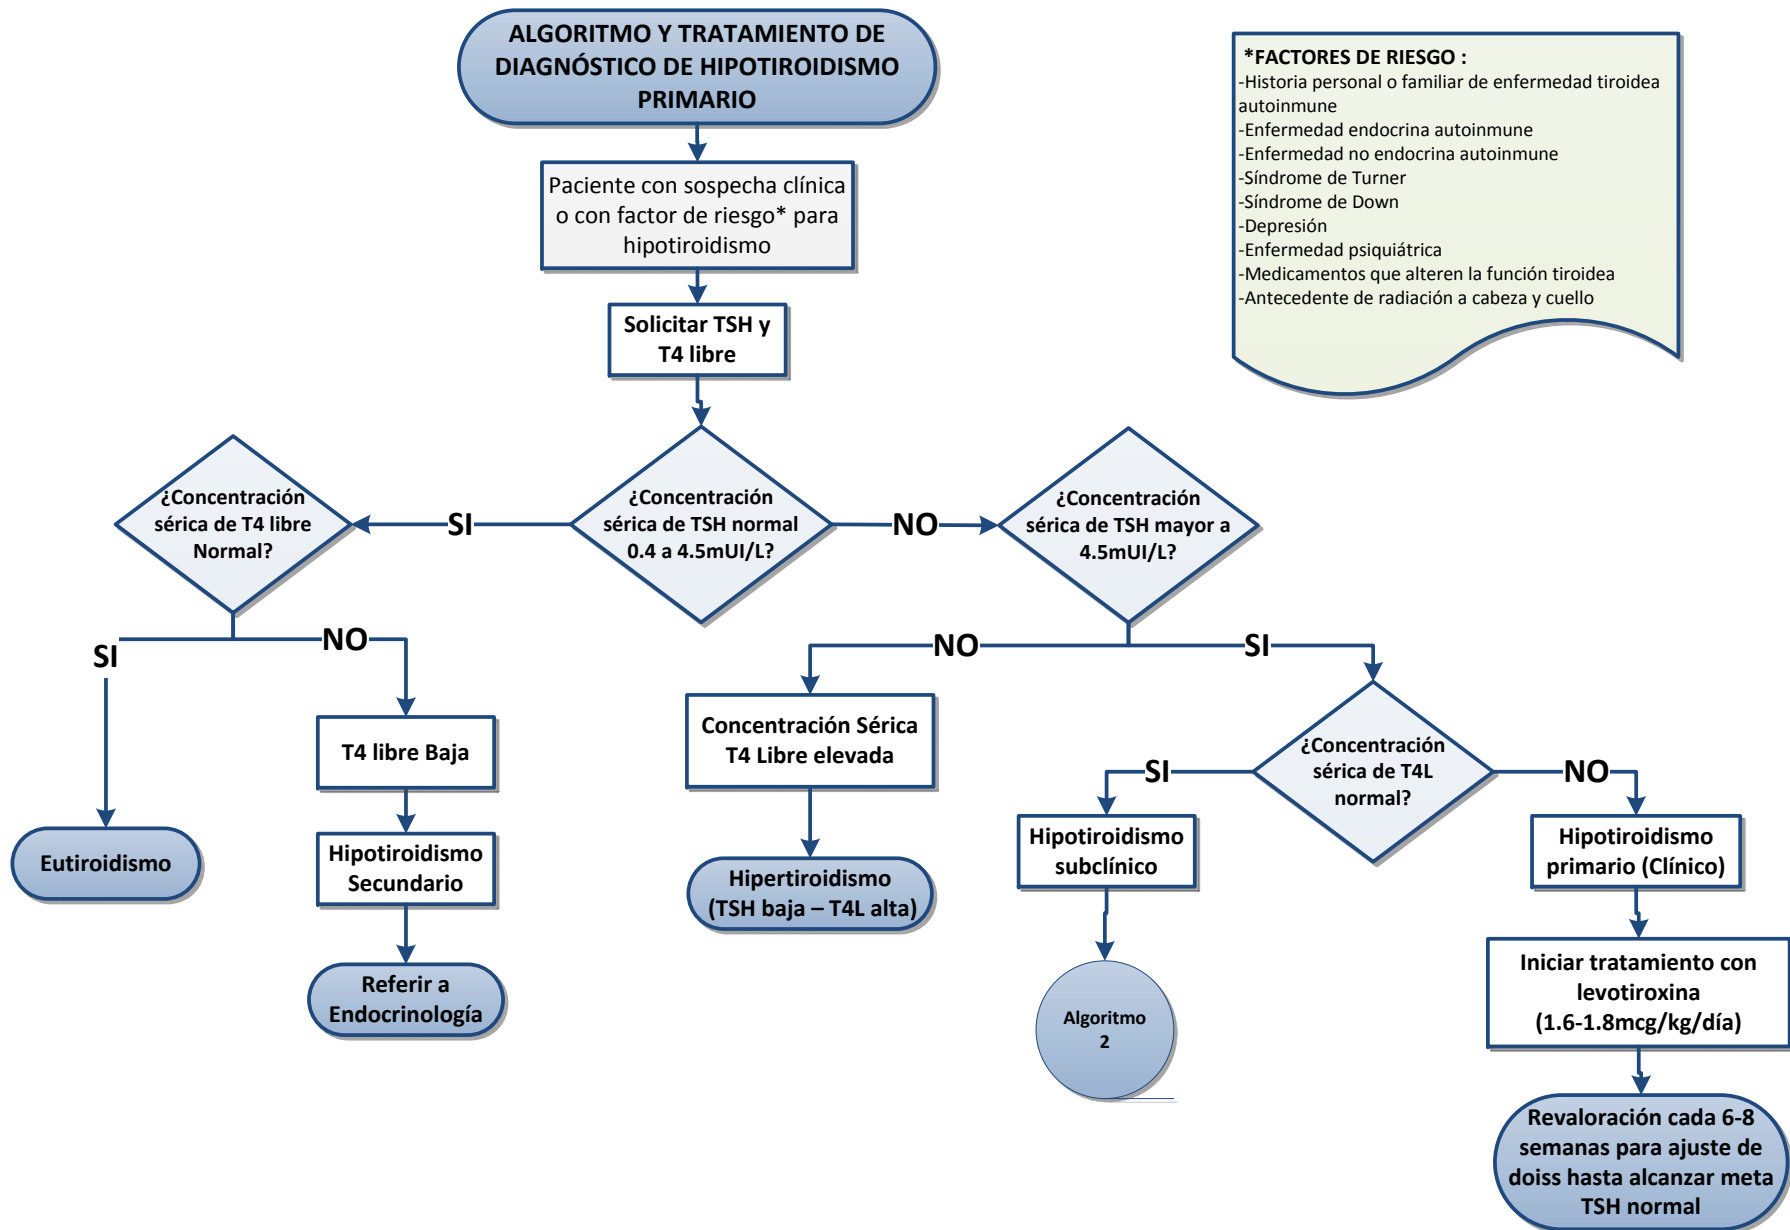 ALGORITMO Y TRATAMIENTO DE
DIAGNÓSTICO DE HIPOTIROIDISMO
PRIMARIO
*FACTORES DE RIESGO :
-Historia personal o familiar de enfermedad tiroidea
autoinmune
-Enfermedad endocrina autoinmune
-Enfermedad no endocrina autoinmune
-Síndrome de Turner
-Síndrome de Down
-Depresión
-Enfermedad psiquiátrica
-Medicamentos que alteren la función tiroidea
-Antecedente de radiación a cabeza y cuello
Paciente con sospecha clínica
o con factor de riesgo* para
hipotiroidismo
Solicitar TSH y
T4 libre
¿Concentración
sérica de T4 libre
Normal?
SI
¿Concentración
sérica de TSH normal
0.4 a 4.5mUI/L?
NO
¿Concentración
sérica de TSH mayor a
4.5mUI/L?
SI
NO
NO
SI
T4 libre Baja
Concentración Sérica
T4 Libre elevada
¿Concentración
sérica de T4L
normal?
SI
NO
Eutiroidismo
Hipotiroidismo
Secundario
Hipertiroidismo
(TSH baja – T4L alta)
Hipotiroidismo
subclínico
Hipotiroidismo
primario (Clínico)
Referir a
Endocrinología
Algoritmo
2
Iniciar tratamiento con
levotiroxina
(1.6-1.8mcg/kg/día)
Revaloración cada 6-8
semanas para ajuste de
doiss hasta alcanzar meta
TSH normal